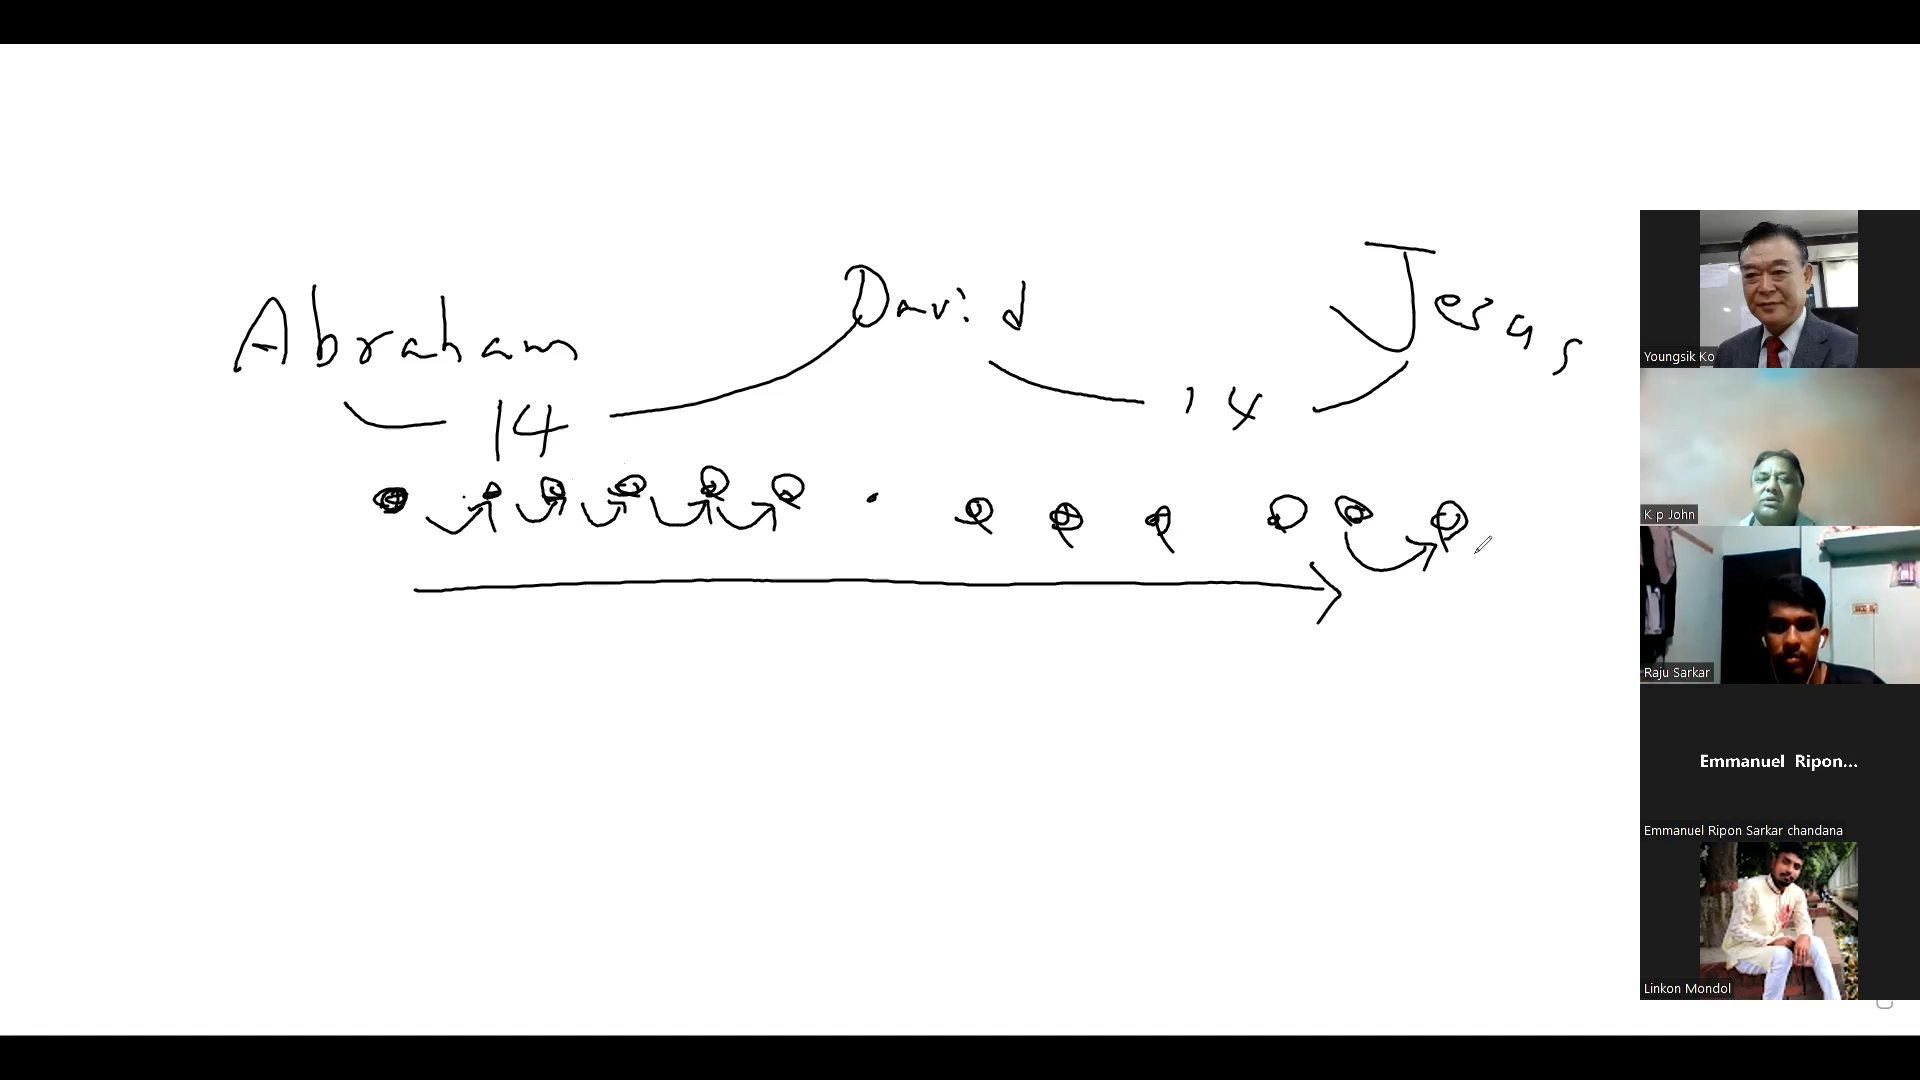 Abraham David Jesus
14 14
Youngsik Ko
K p John
Raju Sarkar
Emmanuel Ripon...
Emmanuel Ripon Sarkar chandana
Linkon Mondol